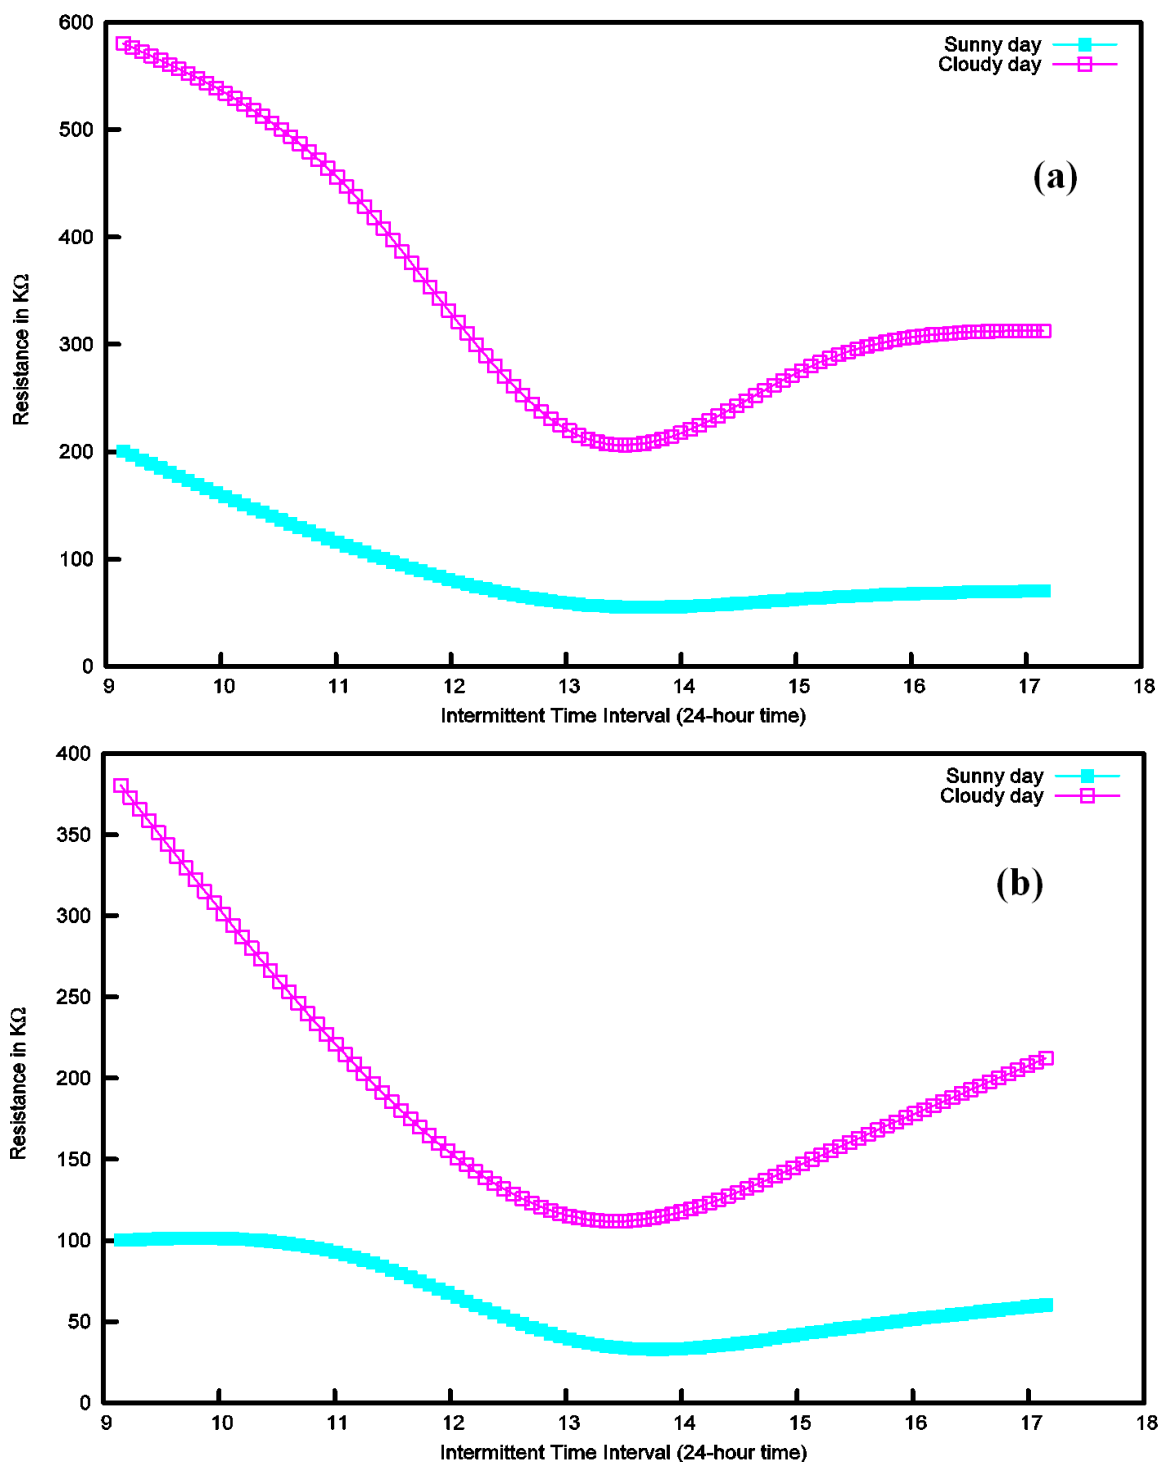 600
500
400
300
200
100
0
Resistance in KΩ
Sunny day
Cloudy day
(a)
9 10 11 12 13 14 15 16 17 18
Intermittent Time Interval (24-hour time)
400
350
300
250
200
150
100
50
0
Resistance in KΩ
Sunny day
Cloudy day
(b)
9 10 11 12 13 14 15 16 17 18
Intermittent Time Interval (24-hour time)